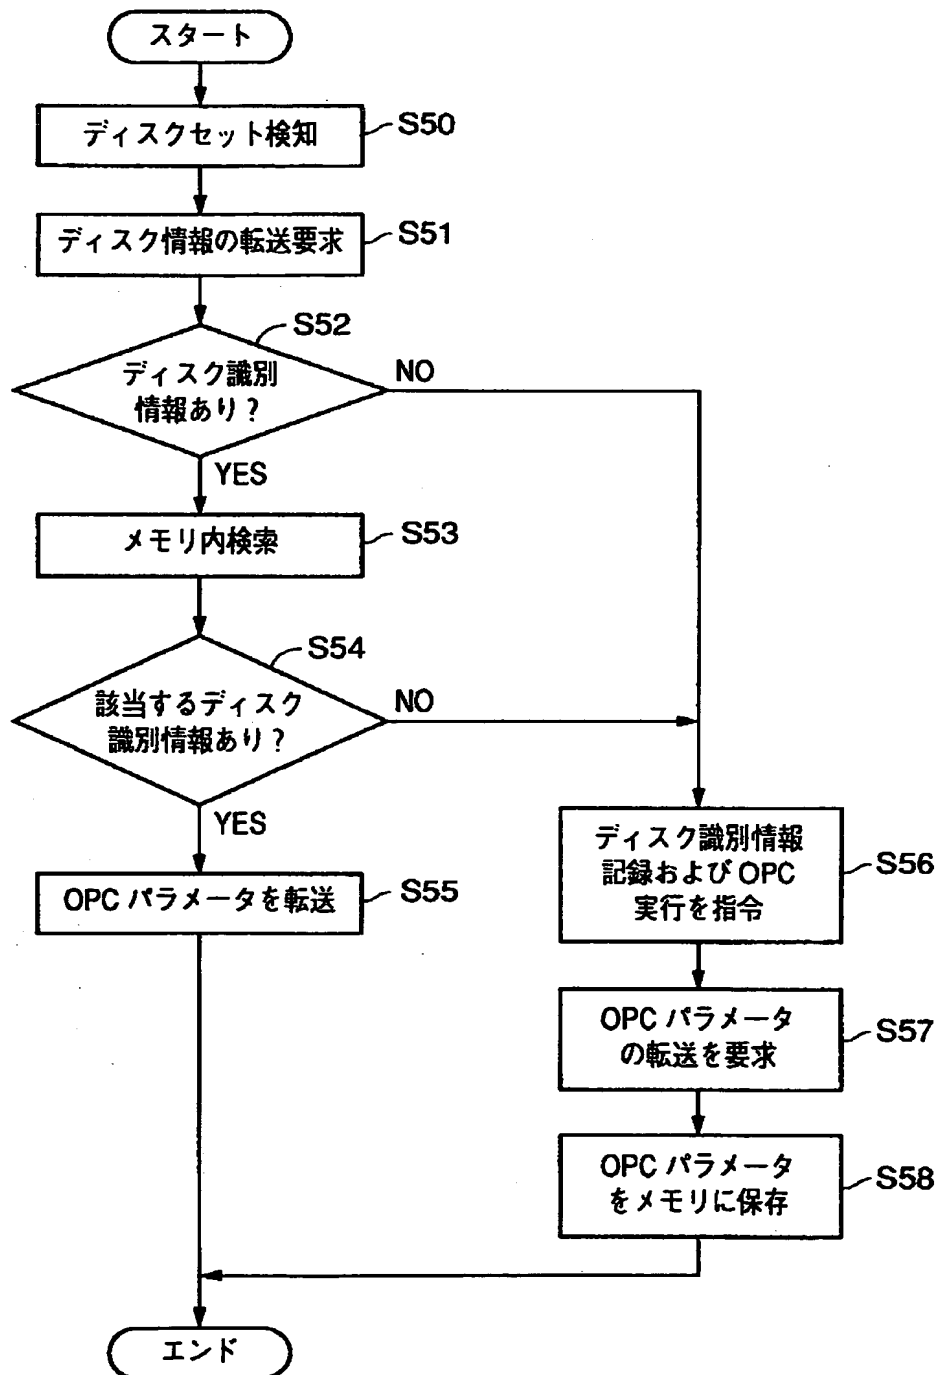 スタート
ディスクセット検知
S50
ディスク情報の転送要求
S51
S52
ディスク識別
情報あり?
NO
YES
メモリ内検索
S53
S54
該当するディスク
識別情報あり?
NO
YES
OPC パラメータを転送
S55
ディスク識別情報
記録および OPC
実行を指令
S56
OPC パラメータ
の転送を要求
S57
OPC パラメータ
をメモリに保存
S58
エンド